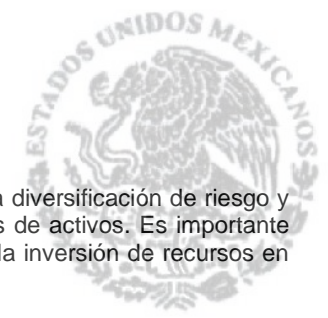 ESTADOS UNIDOS MEXICANOS
a diversificación de riesgo y
s de activos. Es importante
la inversión de recursos en